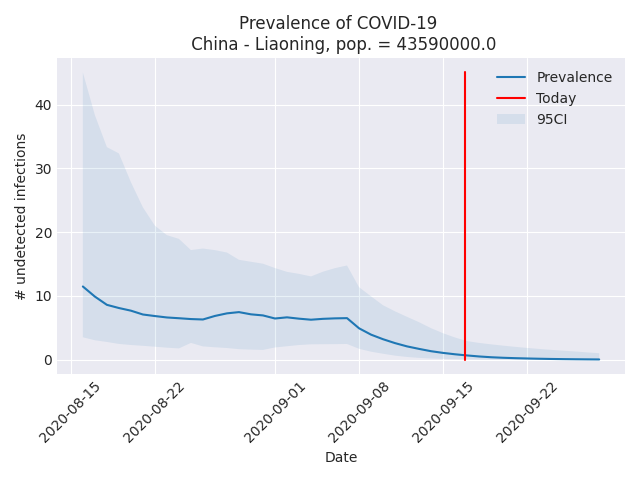 Prevalence of COVID-19
China - Liaoning, pop. = 43590000.0
Prevalence
Today
95CI
# undetected infections
40
30
20
10
0
2020-08-15
2020-08-22
2020-09-01
2020-09-08
2020-09-15
2020-09-22
Date